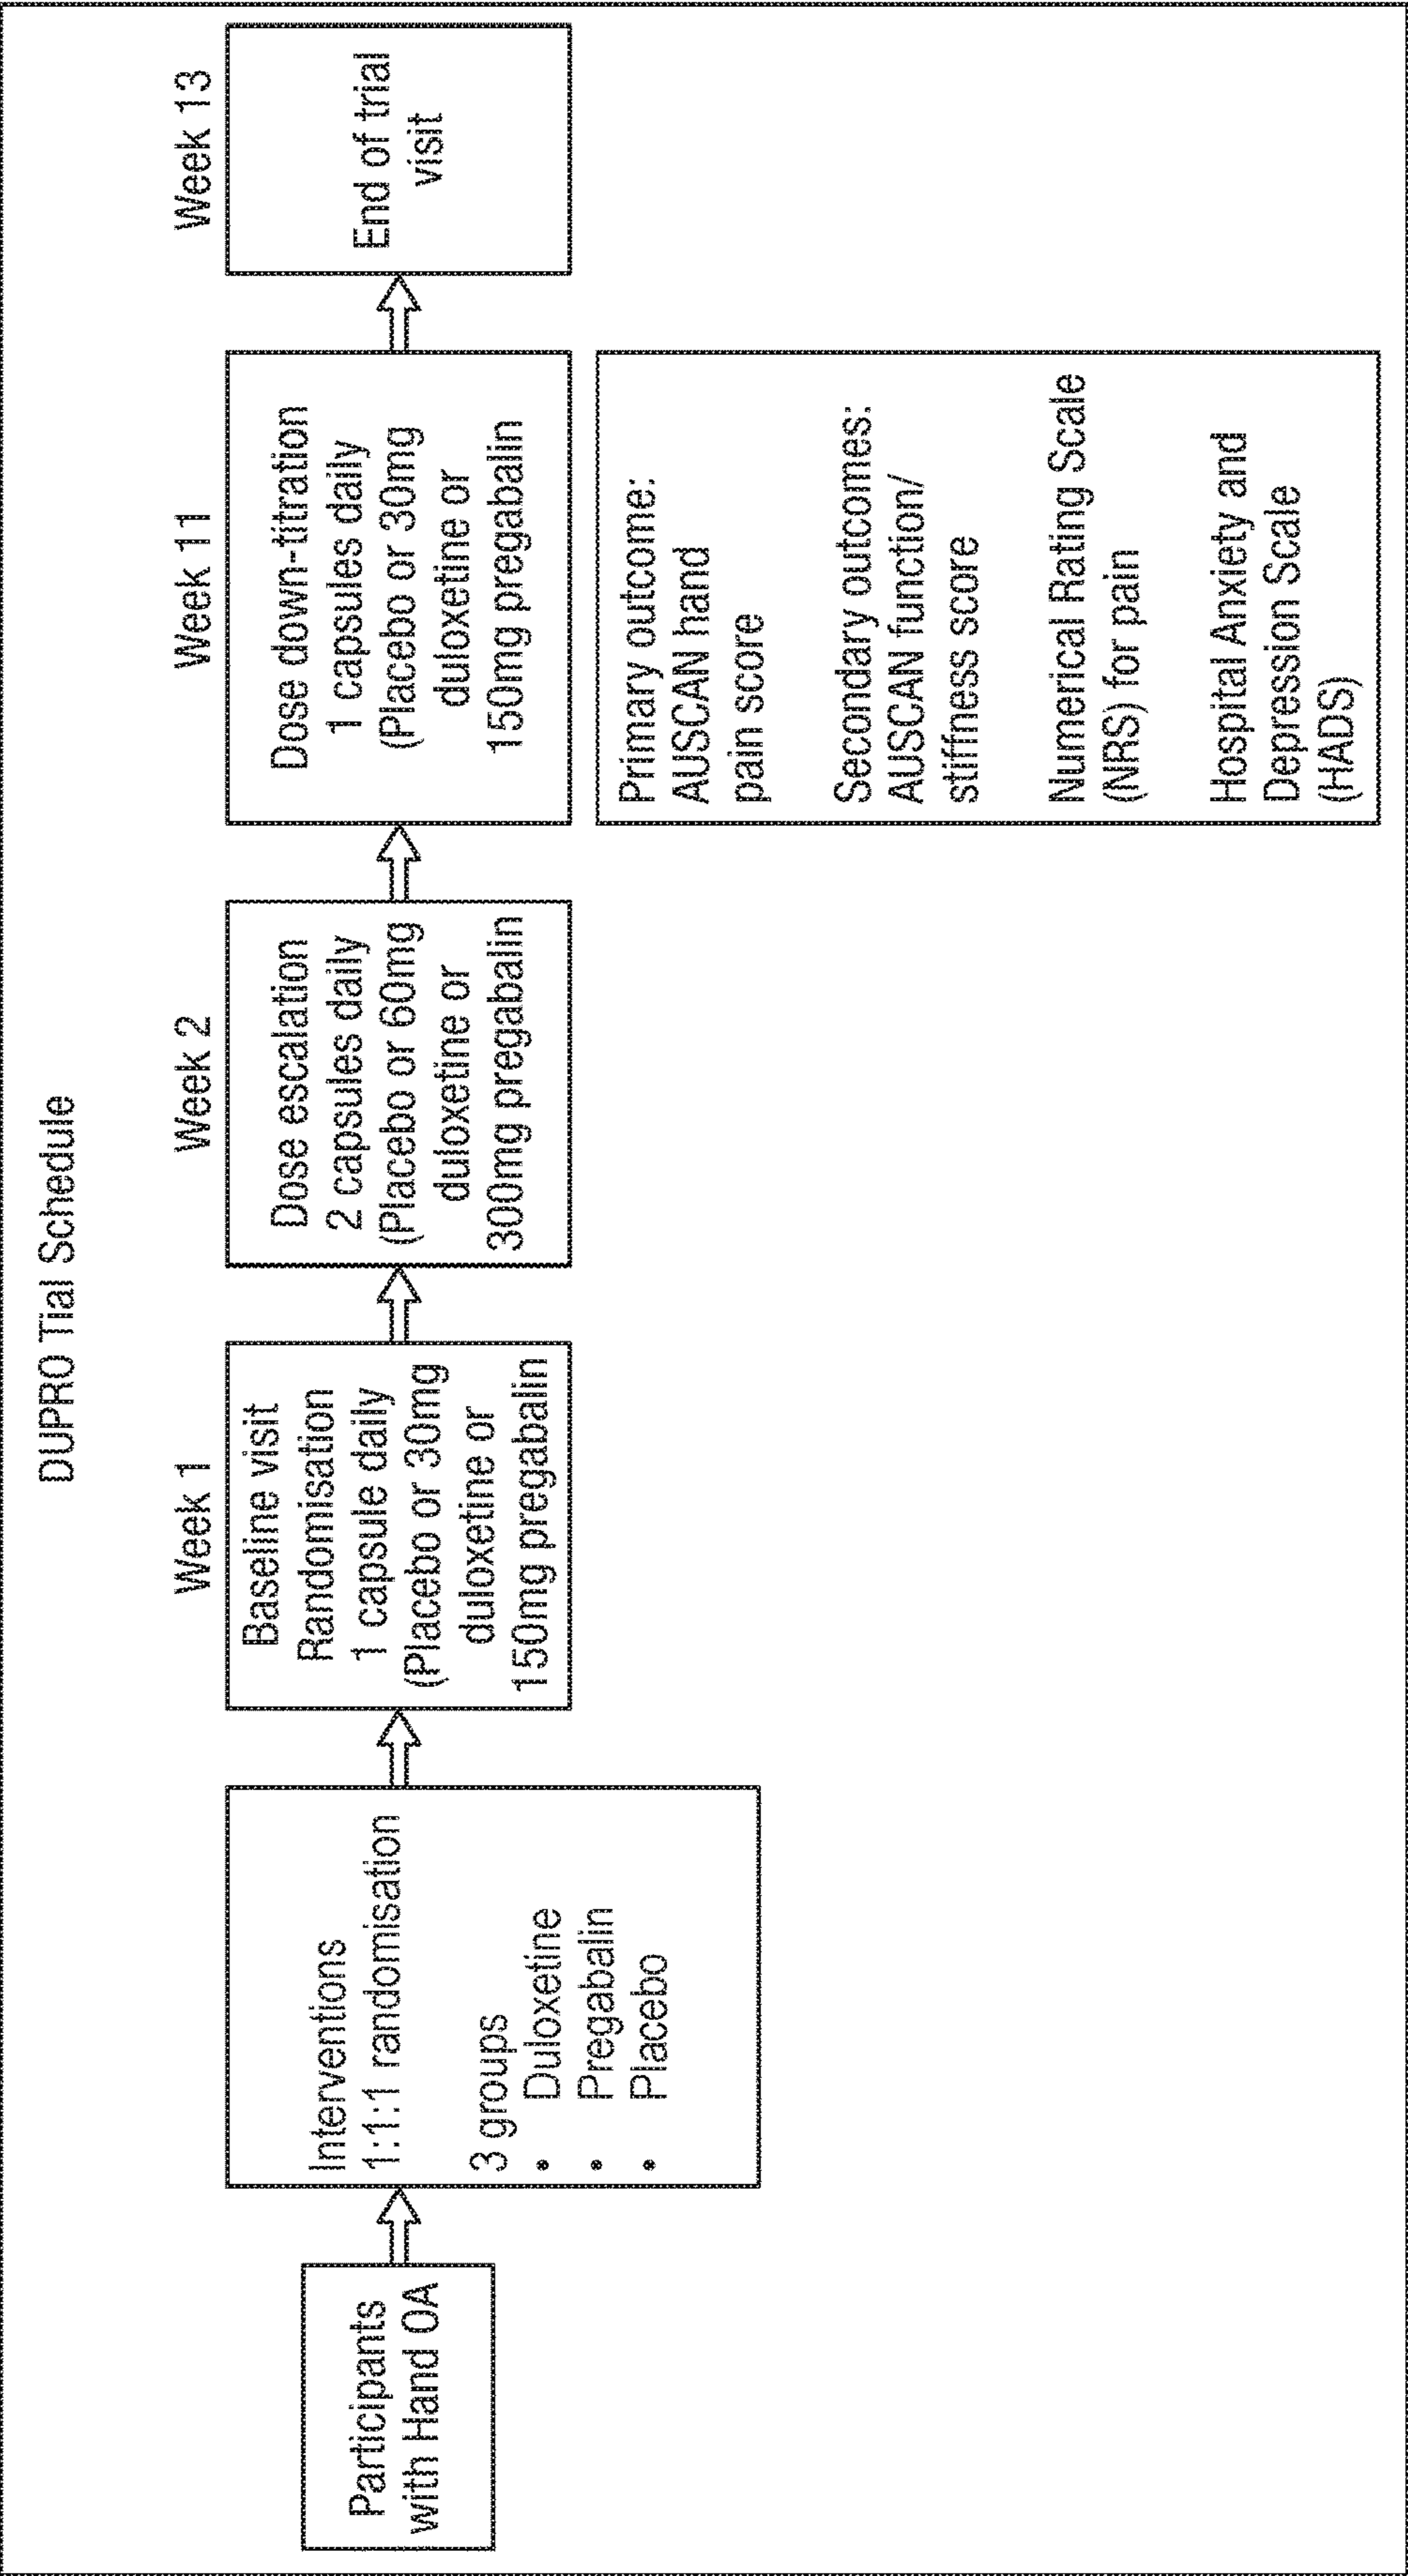 DUPRO Tial Schedule
Participants
with Hand OA
Interventions
1:1:1 randomisation
3 groups
• Duloxetine
• Pregabalin
• Placebo
Week 1
Baseline visit
Randomisation
1 capsule daily
(Placebo or 30mg
duloxetine or
150mg pregabalin
Week 2
Dose escalation
2 capsules daily
(Placebo or 60mg
duloxetine or
300mg pregabalin
Week 11
Dose down-titration
1 capsules daily
(Placebo or 30mg
duloxetine or
150mg pregabalin
Primary outcome:
AUSCAN hand
pain score
Secondary outcomes:
AUSCAN function/
stiffness score
Numerical Rating Scale
(NRS) for pain
Hospital Anxiety and
Depression Scale
(HADS)
Week 13
End of trial
visit